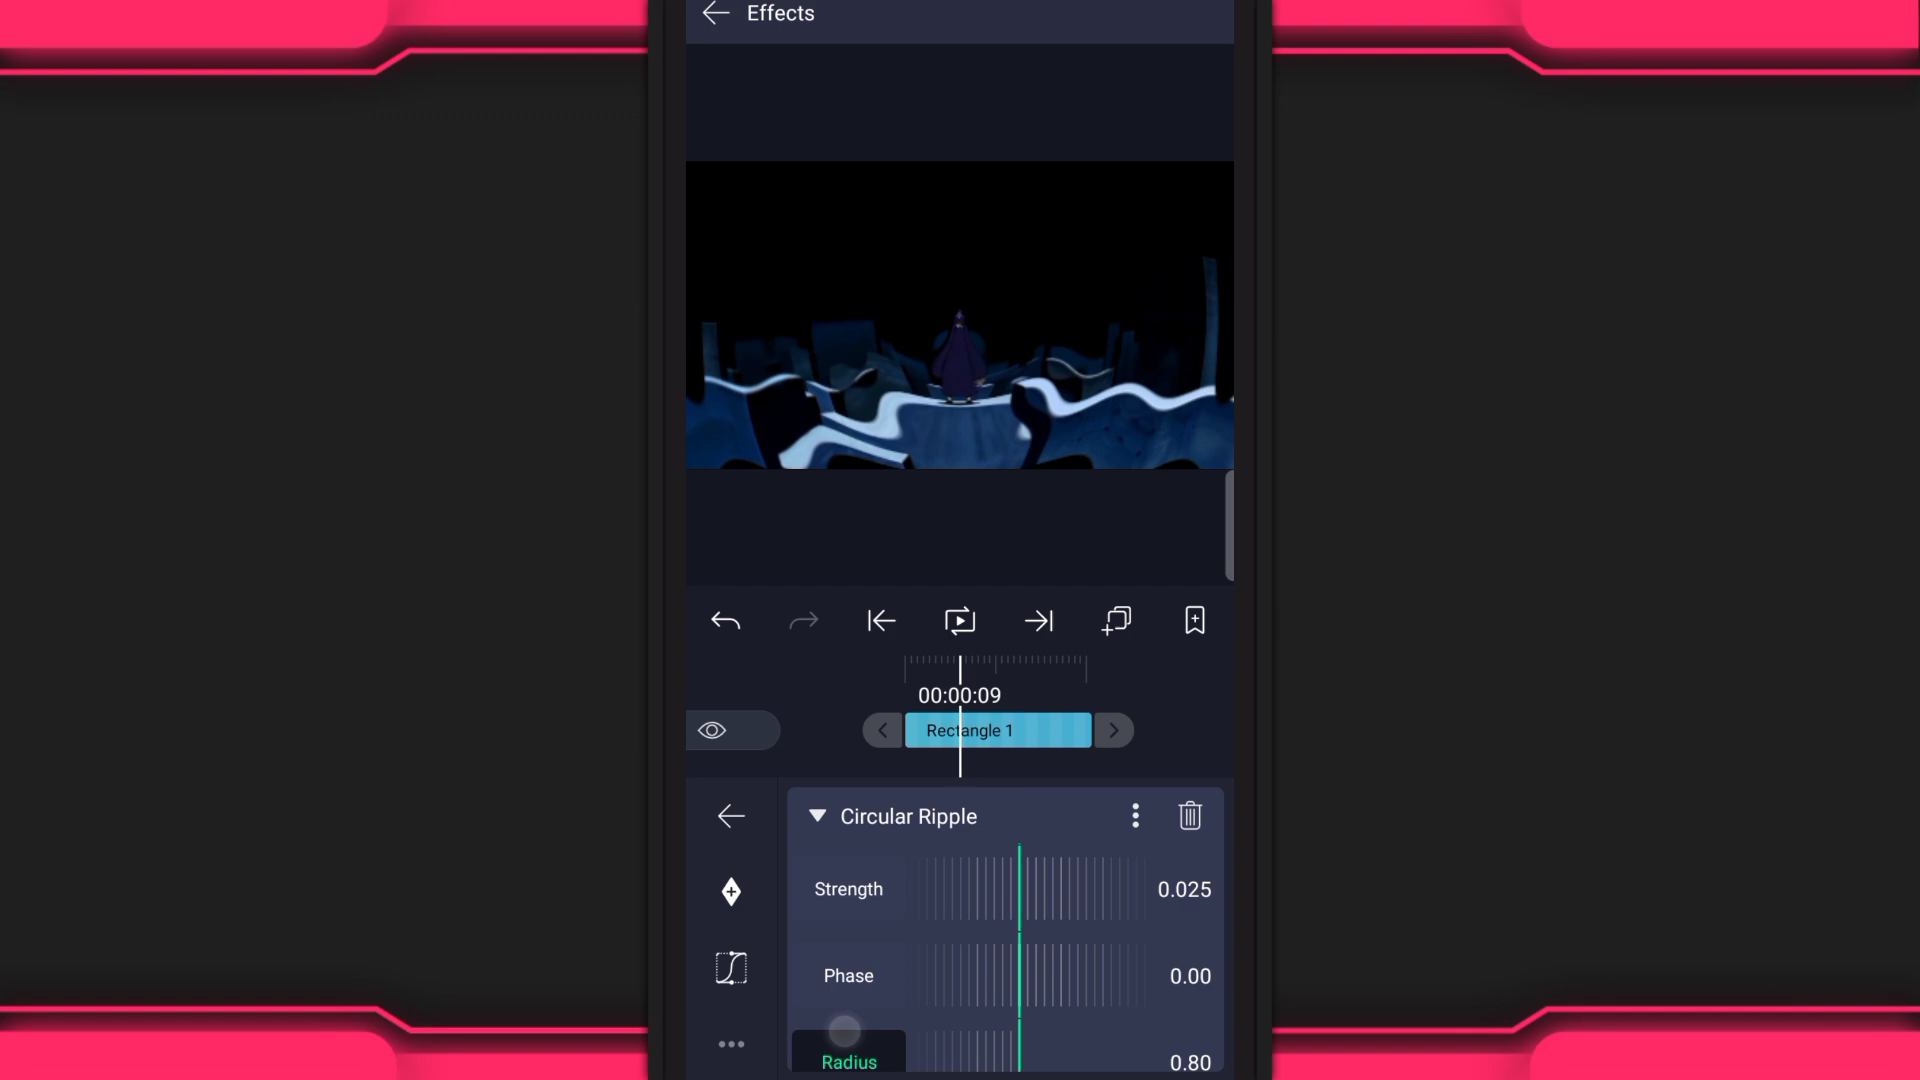 Effects
00:00:09
Rectangle 1
Circular Ripple
Strength 0.025
Phase 0.00
Radius 0.80